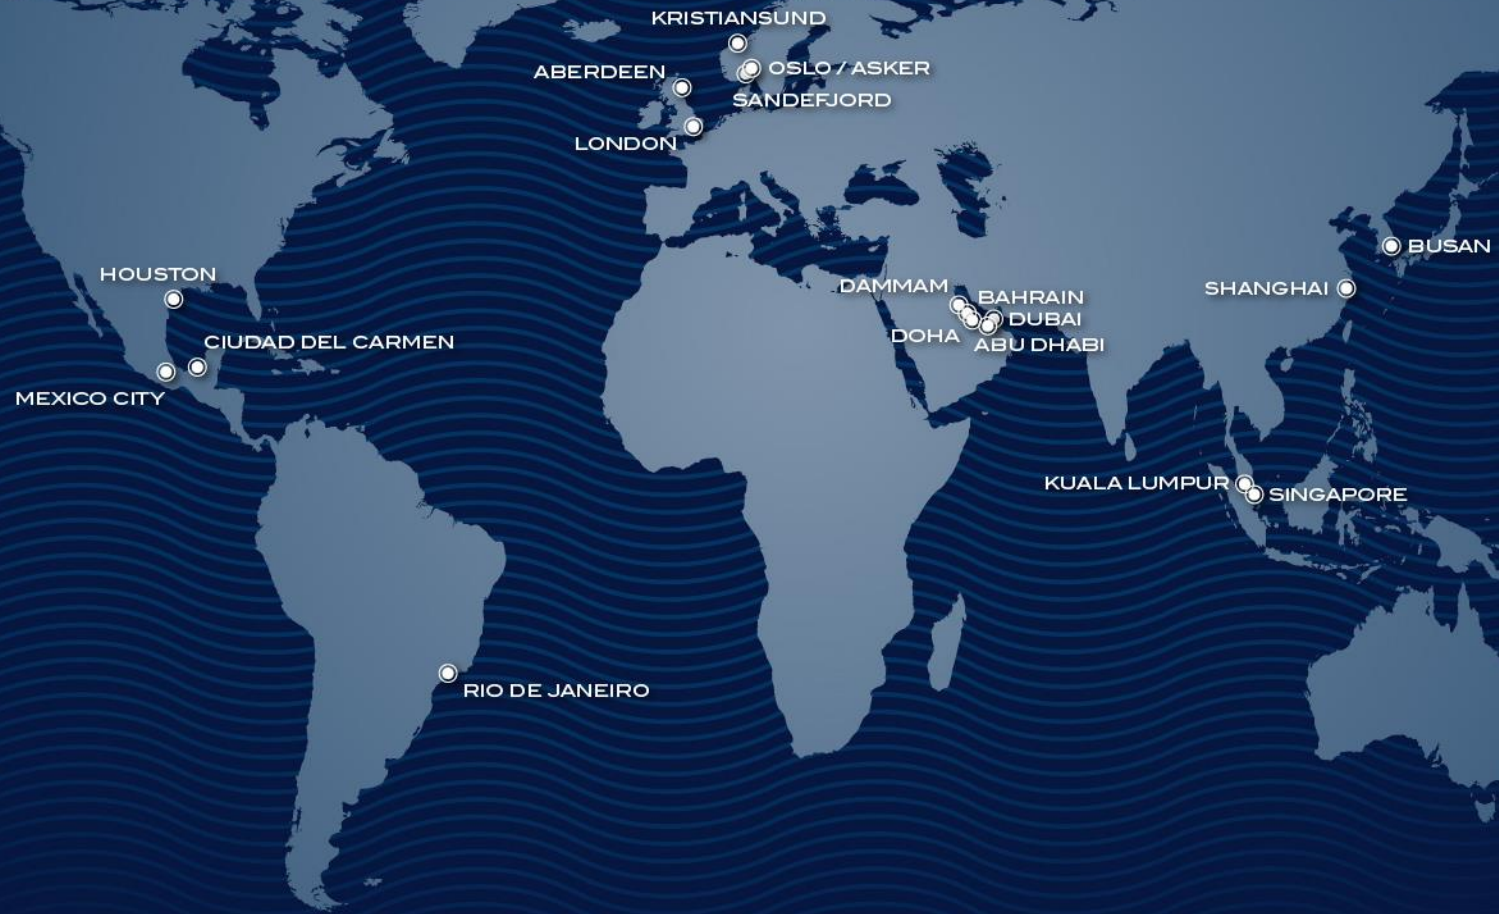 KRISTIANSUND
OSLO / ASKER
ABERDEEN
SANDEFJORD
LONDON
BUSAN
HOUSTON
DAMMAM
SHANGHAI
BAHRAIN
DUBAI
DOHA
CIUDAD DEL CARMEN
ABU DHABI
MEXICO CITY
KUALA LUMPUR
SINGAPORE
RIO DE JANEIRO